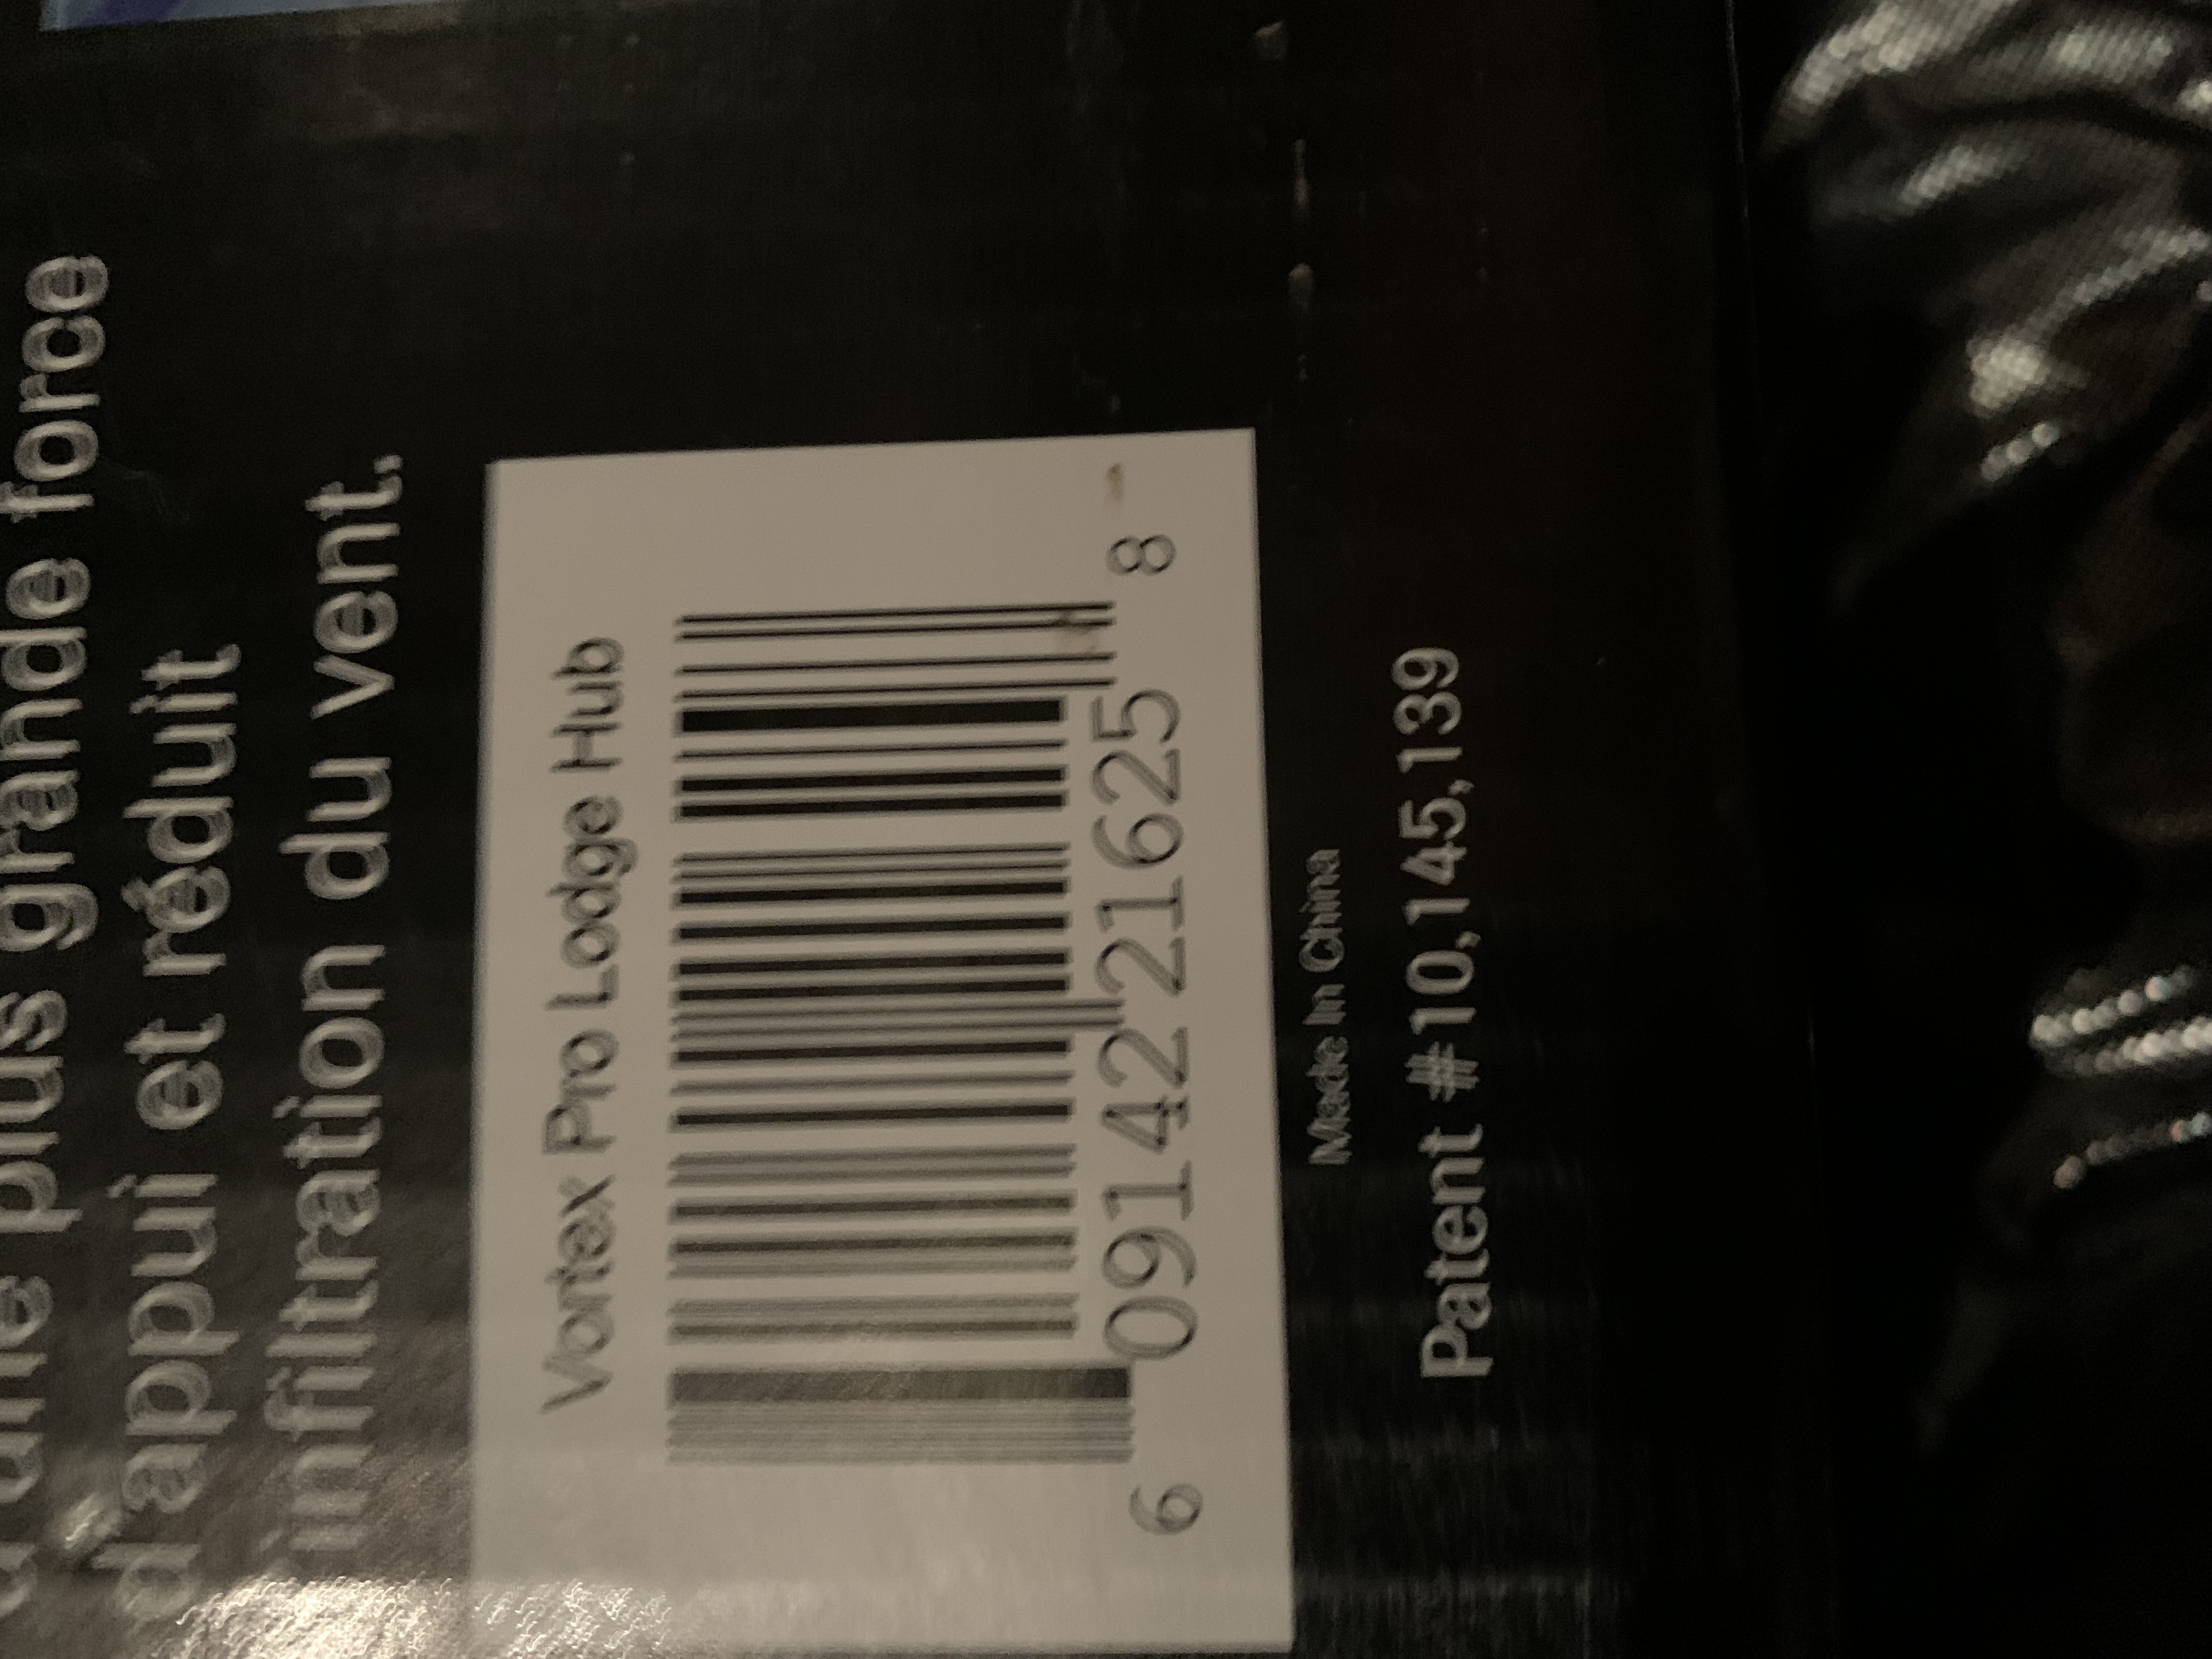 plus grande force
d'appui et réduit
infiltration du vent.
Vortex Pro Lodge Hub
6 09142 21625 8
Made in China
Patent #10,145,139